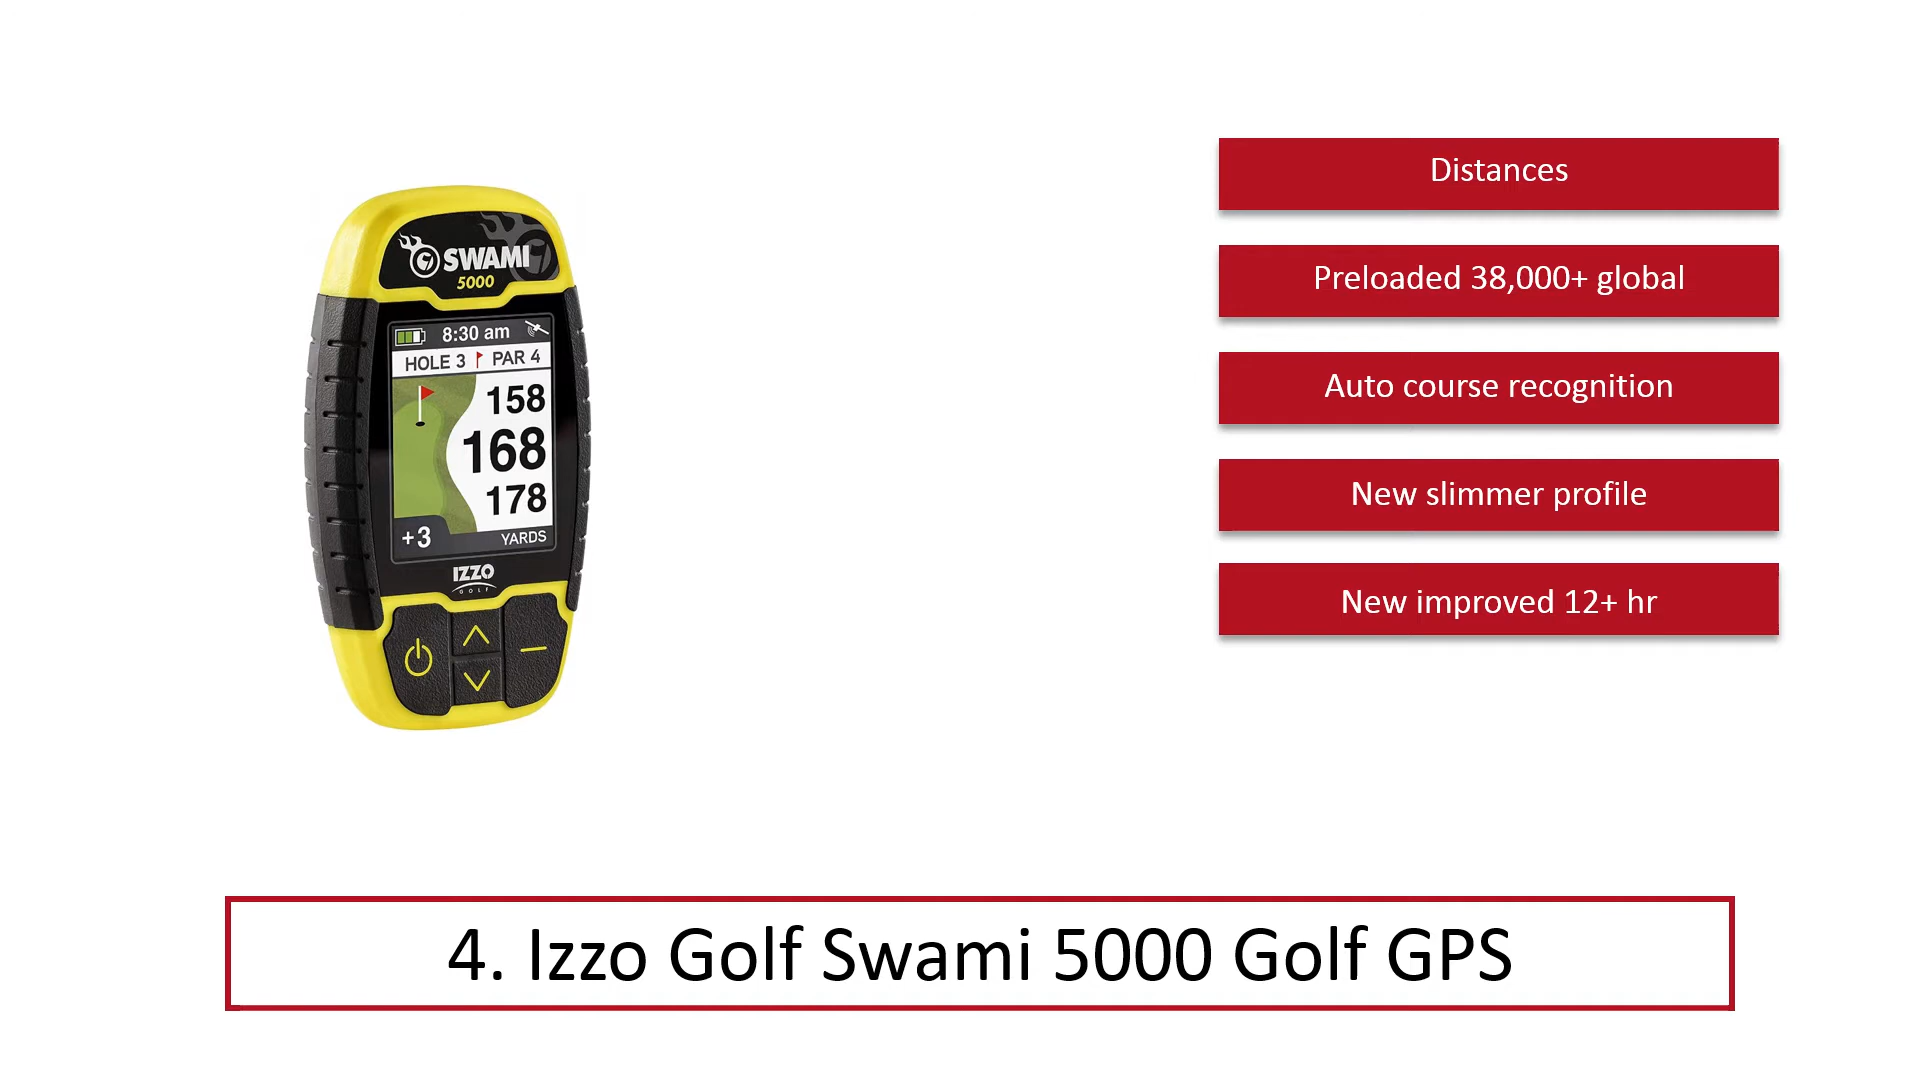 SWAMI
5000
8:30 am
HOLE 3 PAR 4
158
168
178
+3 YARDS
IZZO
GOLF
Distances
Preloaded 38,000+ global
Auto course recognition
New slimmer profile
New improved 12+ hr
4. Izzo Golf Swami 5000 Golf GPS